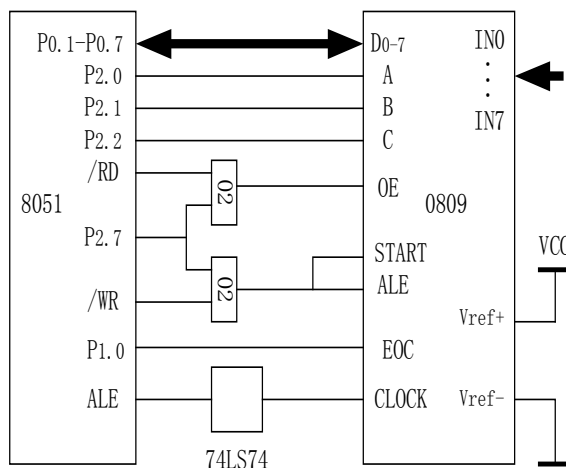 P0.1-P0.7
D0-7
IN0
P2.0
A
P2.1
B
P2.2
C
IN7
/RD
02
OE
8051
0809
P2.7
START
VCC
ALE
/WR
02
Vref+
P1.0
EOC
ALE
CLOCK
Vref-
74LS74